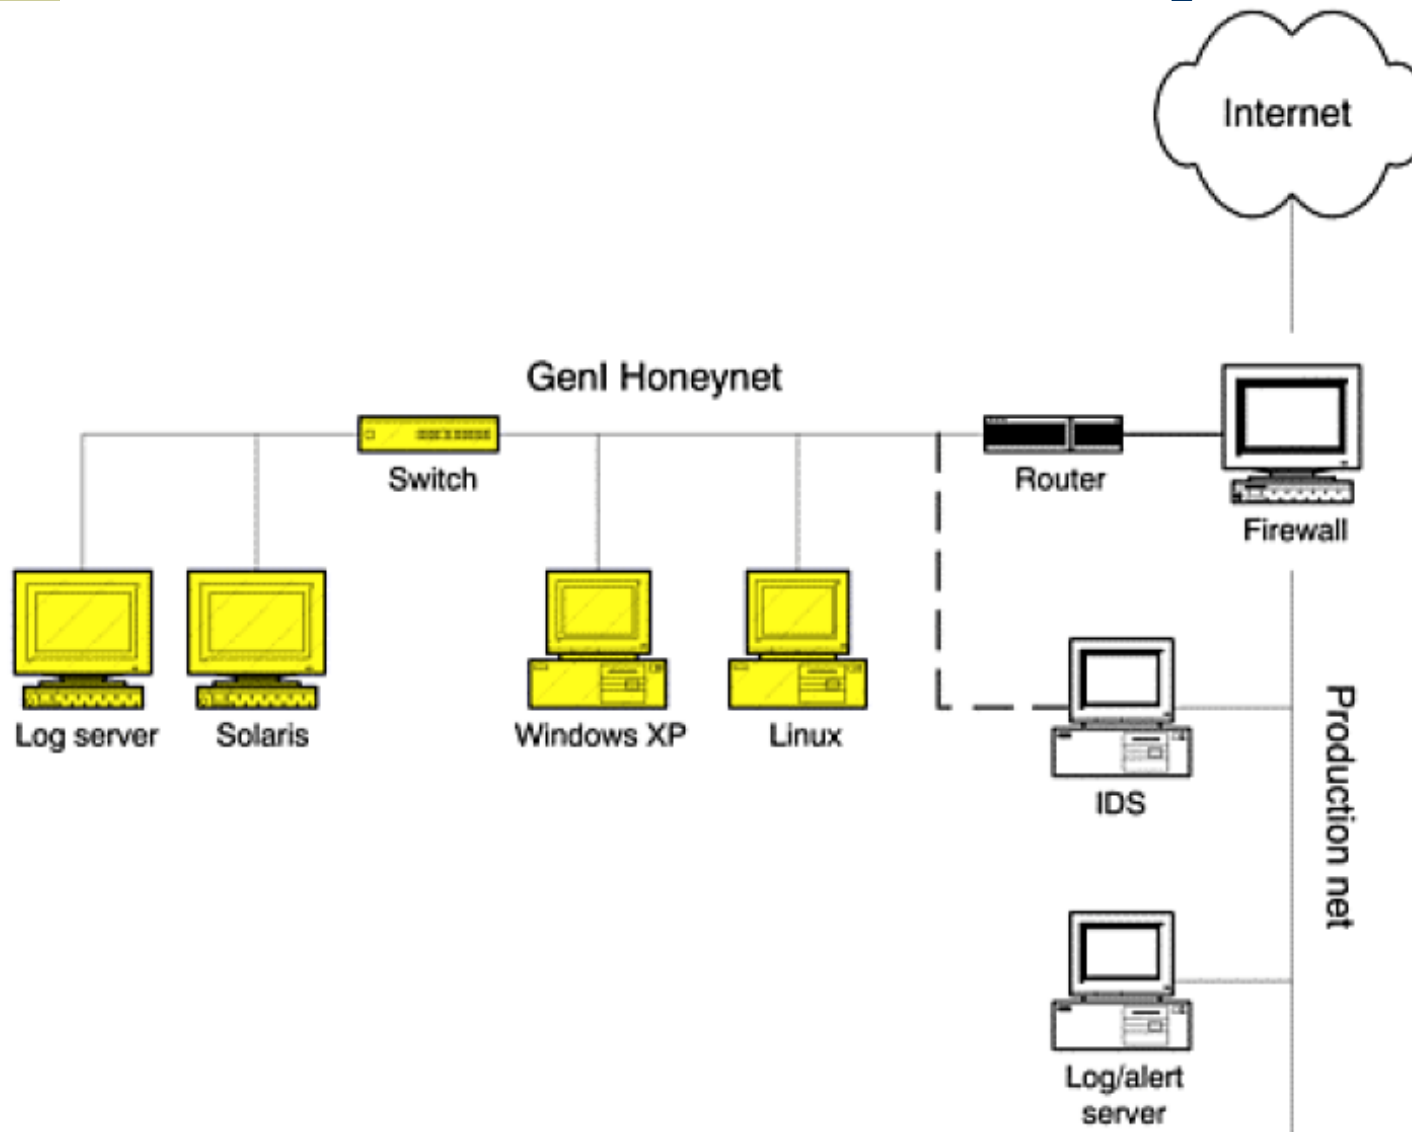 Internet
GenI Honeynet
Switch
Router
Firewall
Log server
Solaris
Windows XP
Linux
IDS
Production net
Log/alert
server